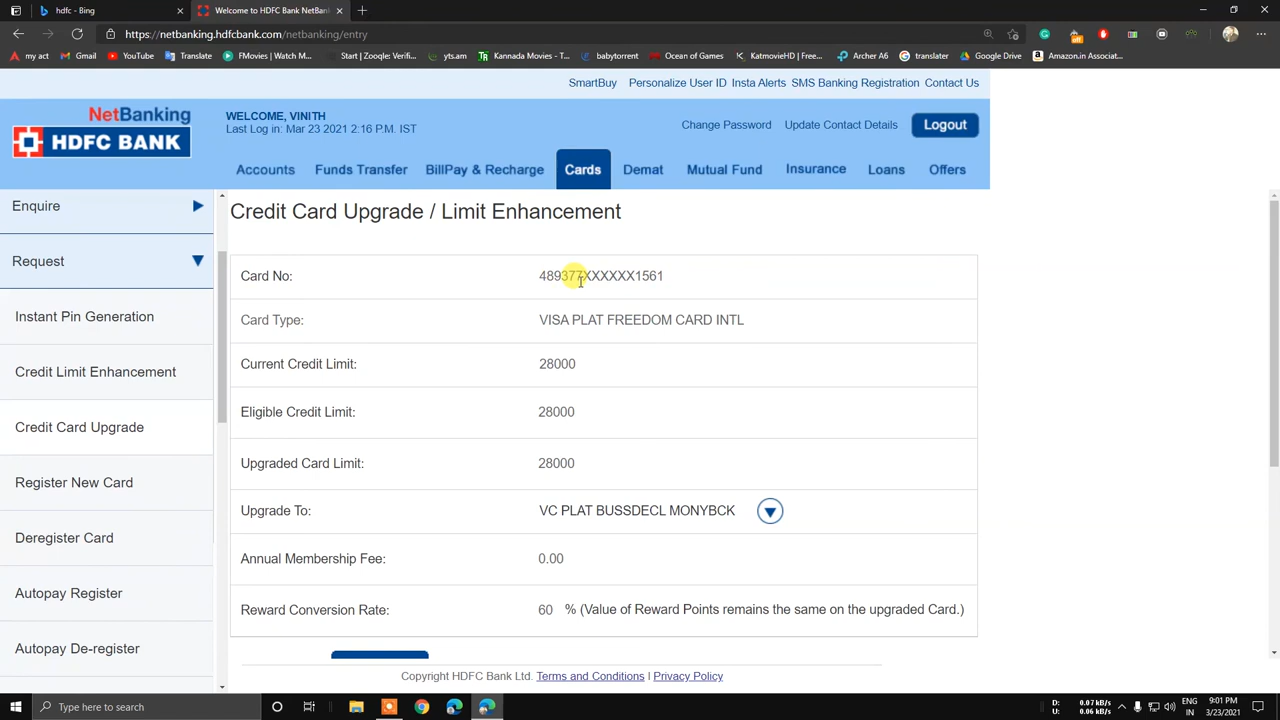 hdfc - Bing
Welcome to HDFC Bank NetBanki
https://netbanking.hdfcbank.com/netbanking/entry
my act
Gmail
YouTube
Translate
FMovies | Watch M...
Start | Zooqle: Verifi...
yts.am
Kannada Movies - T...
babytorrent
Ocean of Games
KatmovieHD | Free...
Archer A6
translater
Google Drive
Amazon.in Associat...
SmartBuy Personalize User ID Insta Alerts SMS Banking Registration Contact Us
NetBanking
HDFC BANK
WELCOME, VINITH
Last Log in: Mar 23 2021 2:16 P.M. IST
Change Password Update Contact Details Logout
Accounts Funds Transfer BillPay & Recharge Cards Demat Mutual Fund Insurance Loans Offers
Enquire
Request
Instant Pin Generation
Credit Limit Enhancement
Credit Card Upgrade
Register New Card
Deregister Card
Autopay Register
Autopay De-register
Credit Card Upgrade / Limit Enhancement
Card No: 489377XXXXXX1561
Card Type: VISA PLAT FREEDOM CARD INTL
Current Credit Limit: 28000
Eligible Credit Limit: 28000
Upgraded Card Limit: 28000
Upgrade To: VC PLAT BUSSDECL MONYBCK
Annual Membership Fee: 0.00
Reward Conversion Rate: 60 % (Value of Reward Points remains the same on the upgraded Card.)
Copyright HDFC Bank Ltd. Terms and Conditions I Privacy Policy
Type here to search
D: 0.07 kB/s
U: 0.06 kB/s
ENG
IN
9:01 PM
3/23/2021